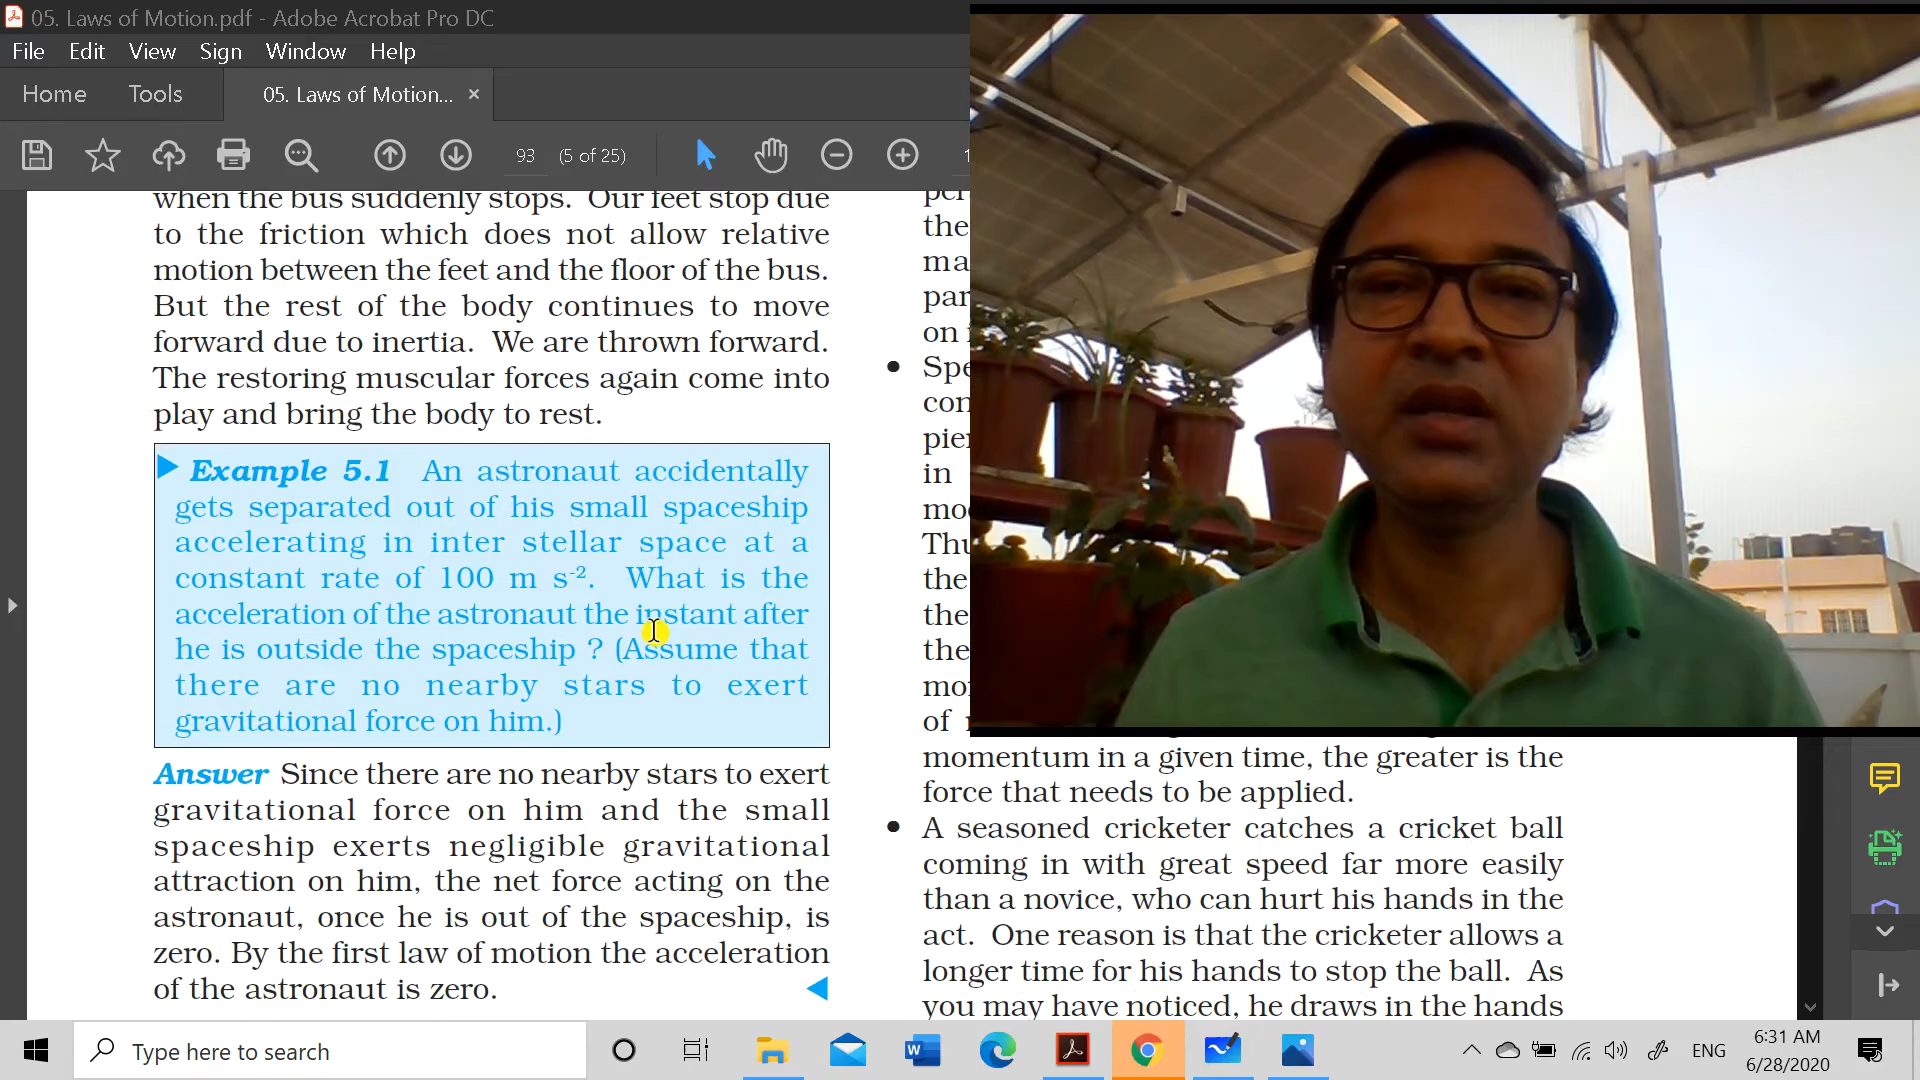 05. Laws of Motion.pdf - Adobe Acrobat Pro DC
File Edit View Sign Window Help
Home Tools 05. Laws of Motion... ×
93 (5 of 25)
when the bus suddenly stops. Our feet stop due
to the friction which does not allow relative
motion between the feet and the floor of the bus.
But the rest of the body continues to move
forward due to inertia. We are thrown forward.
The restoring muscular forces again come into
play and bring the body to rest.
Example 5.1 An astronaut accidentally
gets separated out of his small spaceship
accelerating in inter stellar space at a
constant rate of 100 m s-2. What is the
acceleration of the astronaut the instant after
he is outside the spaceship ? (Assume that
there are no nearby stars to exert
gravitational force on him.)
Answer Since there are no nearby stars to exert
gravitational force on him and the small
spaceship exerts negligible gravitational
attraction on him, the net force acting on the
astronaut, once he is out of the spaceship, is
zero. By the first law of motion the acceleration
of the astronaut is zero.
the
on
• Spe
con
in
the
the
the
of
momentum in a given time, the greater is the
force that needs to be applied.
• A seasoned cricketer catches a cricket ball
coming in with great speed far more easily
than a novice, who can hurt his hands in the
act. One reason is that the cricketer allows a
longer time for his hands to stop the ball. As
you may have noticed, he draws in the hands
Type here to search
ENG
6:31 AM
6/28/2020